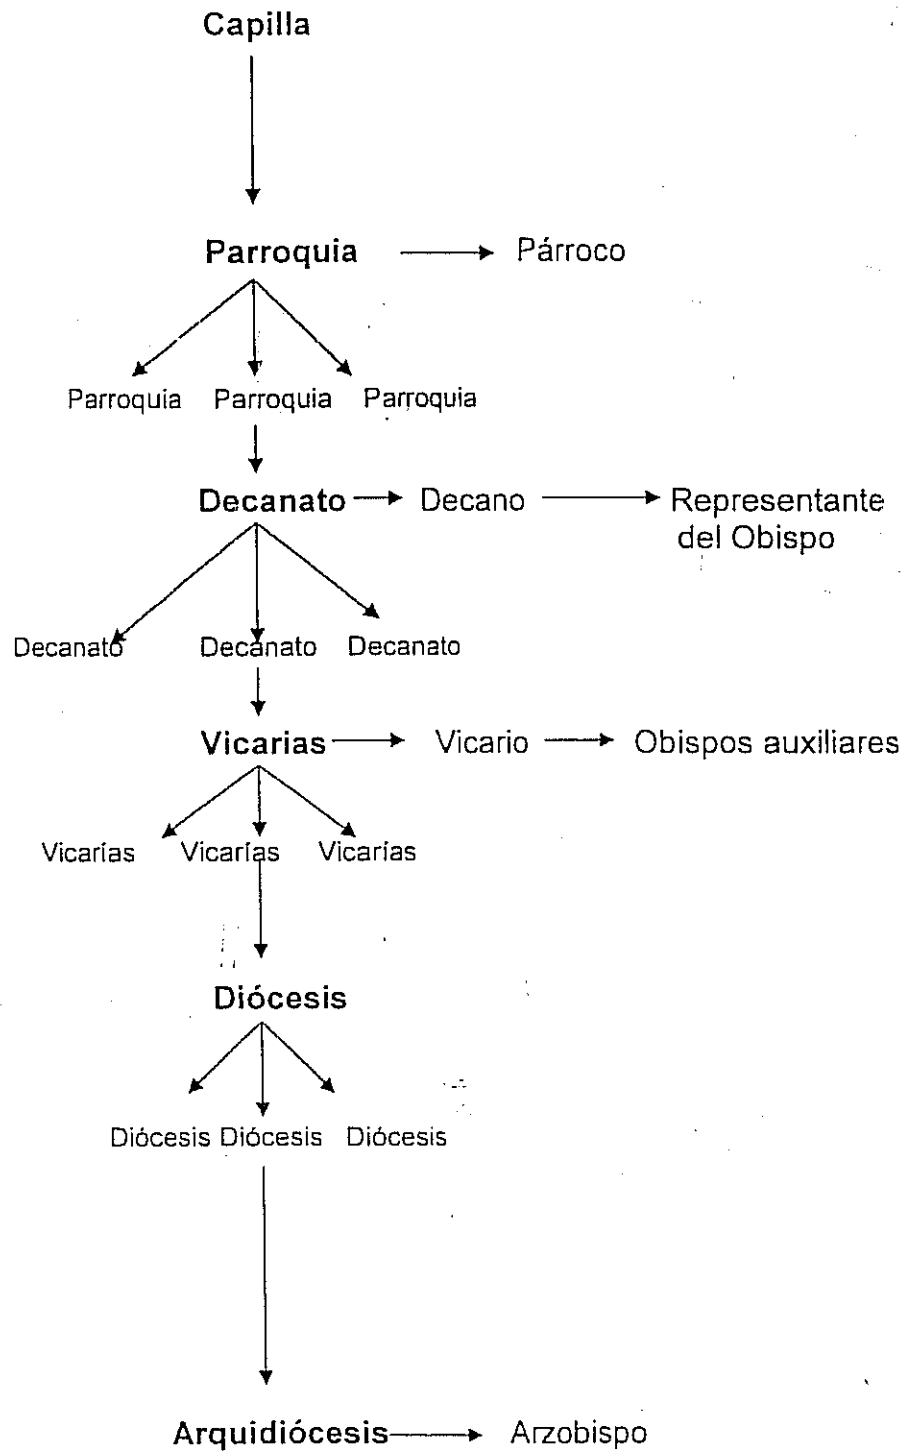 Capilla
Parroquia Párroco
Parroquia Parroquia Parroquia
Decanato Decano Representante
del Obispo
Decanato Decanato Decanato
Vicarias Vicario Obispos auxiliares
Vicarías Vicarías Vicarías
Diócesis
Diócesis Diócesis Diócesis
Arquidiócesis Arzobispo